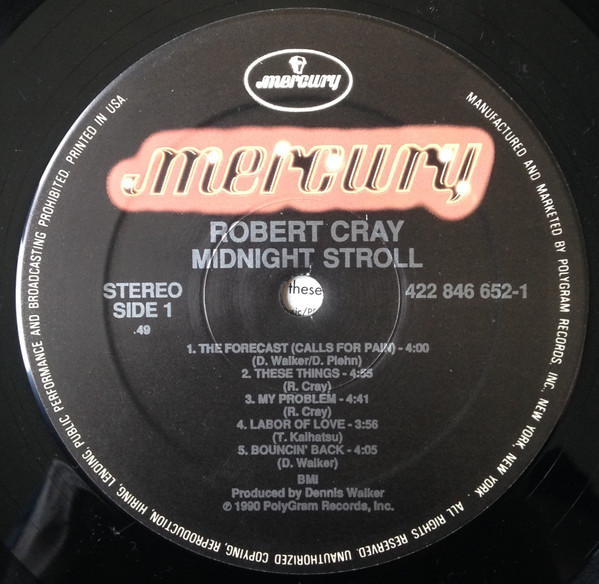 mercury
mercury
ROBERT CRAY
MIDNIGHT STROLL
STEREO
SIDE 1
.49
422 846 652-1
these
1. THE FORECAST (CALLS FOR PAIN) - 4:00
(D. Walker/D. Plehn)
2. THESE THINGS - 4:55
(R. Cray)
3. MY PROBLEM - 4:41
(R. Cray)
4. LABOR OF LOVE - 3:56
(T. Kaihatsu)
5. BOUNCIN' BACK - 4:05
(D. Walker)
BMI
Produced by Dennis Walker
℗ 1990 PolyGram Records, Inc.
MANUFACTURED AND MARKETED BY POLYGRAM RECORDS, INC., NEW YORK, NEW YORK. ALL RIGHTS RESERVED. UNAUTHORIZED COPYING, REPRODUCTION, HIRING, LENDING, PUBLIC PERFORMANCE AND BROADCASTING PROHIBITED. PRINTED IN USA.